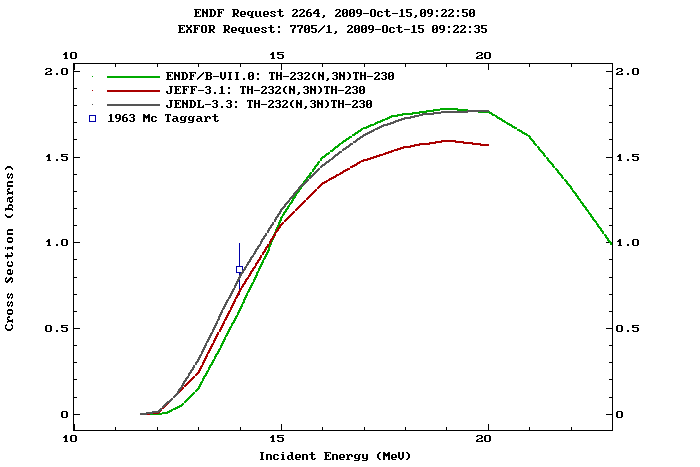 ENDF Request 2264, 2009-Oct-15,09:22:50
EXFOR Request: 7705/1, 2009-Oct-15 09:22:35
10 15 20
2.0 2.0
ENDF/B-VII.0: TH-232(N,3N)TH-230
JEFF-3.1: TH-232(N,3N)TH-230
JENDL-3.3: TH-232(N,3N)TH-230
1963 Mc Taggart
1.5 1.5
Cross Section (barns)
1.0 1.0
0.5 0.5
0 0
10 15 20
Incident Energy (MeV)